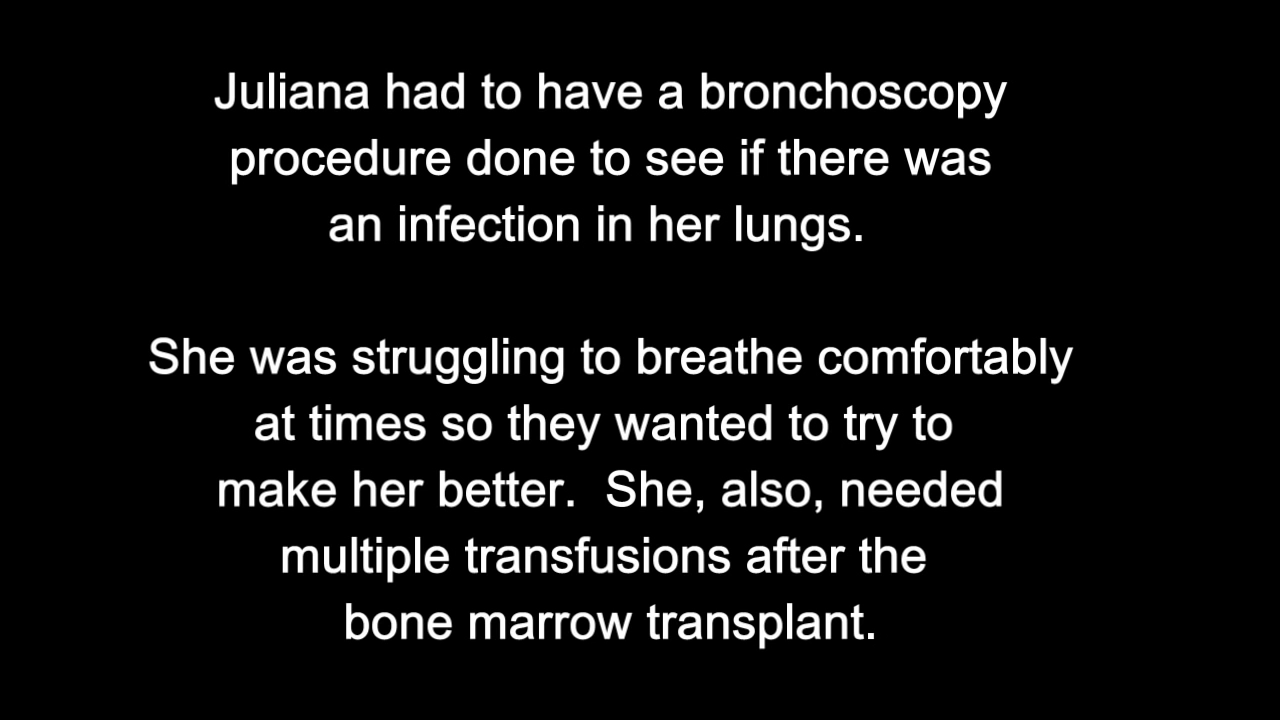 Juliana had to have a bronchoscopy
procedure done to see if there was
an infection in her lungs.
She was struggling to breathe comfortably
at times so they wanted to try to
make her better.  She, also, needed
multiple transfusions after the
bone marrow transplant.